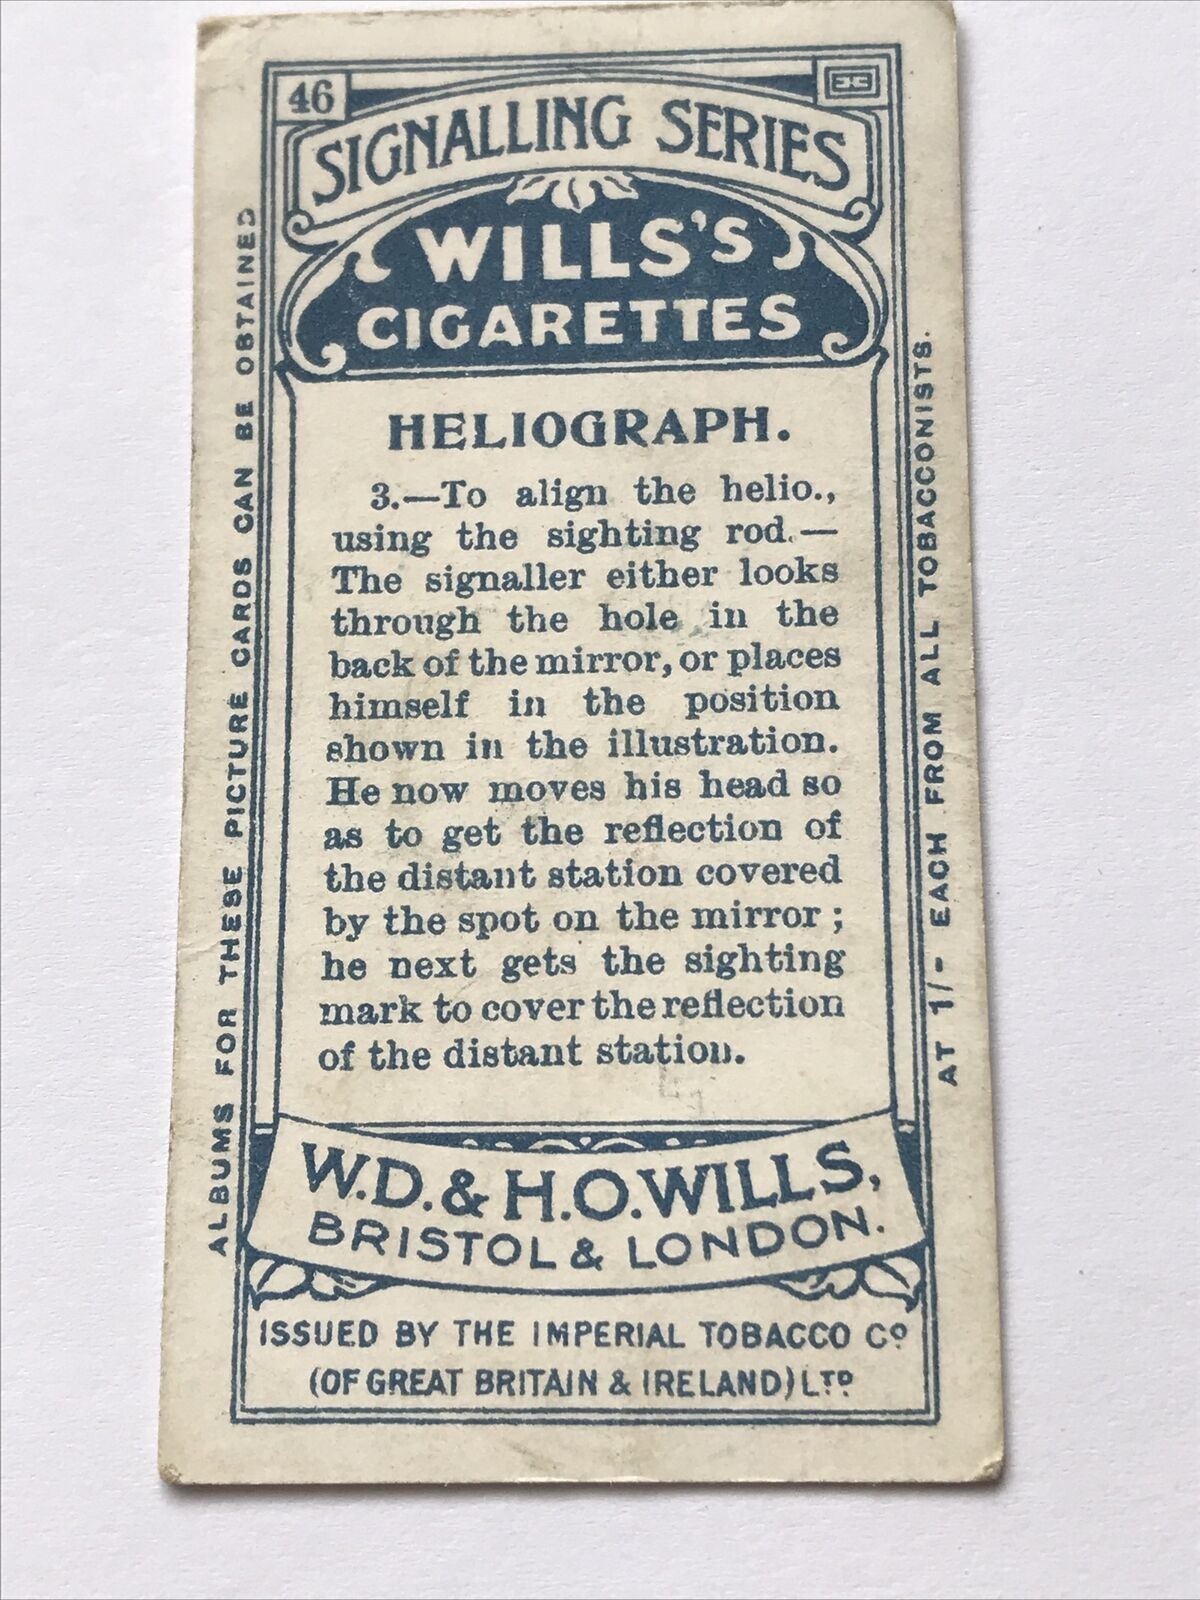 46
SIGNALLING SERIES
WILLS'S
CIGARETTES
HELIOGRAPH.
3.—To align the helio.,
using the sighting rod.—
The signaller either looks
through the hole in the
back of the mirror, or places
himself in the position
shown in the illustration.
He now moves his head so
as to get the reflection of
the distant station covered
by the spot on the mirror ;
he next gets the sighting
mark to cover the reflection
of the distant station.
W.D. & H.O. WILLS,
BRISTOL & LONDON.
ISSUED BY THE IMPERIAL TOBACCO Cº
(OF GREAT BRITAIN & IRELAND) LTD
ALBUMS FOR THESE PICTURE CARDS CAN BE OBTAINED
AT 1/- EACH FROM ALL TOBACCONISTS.